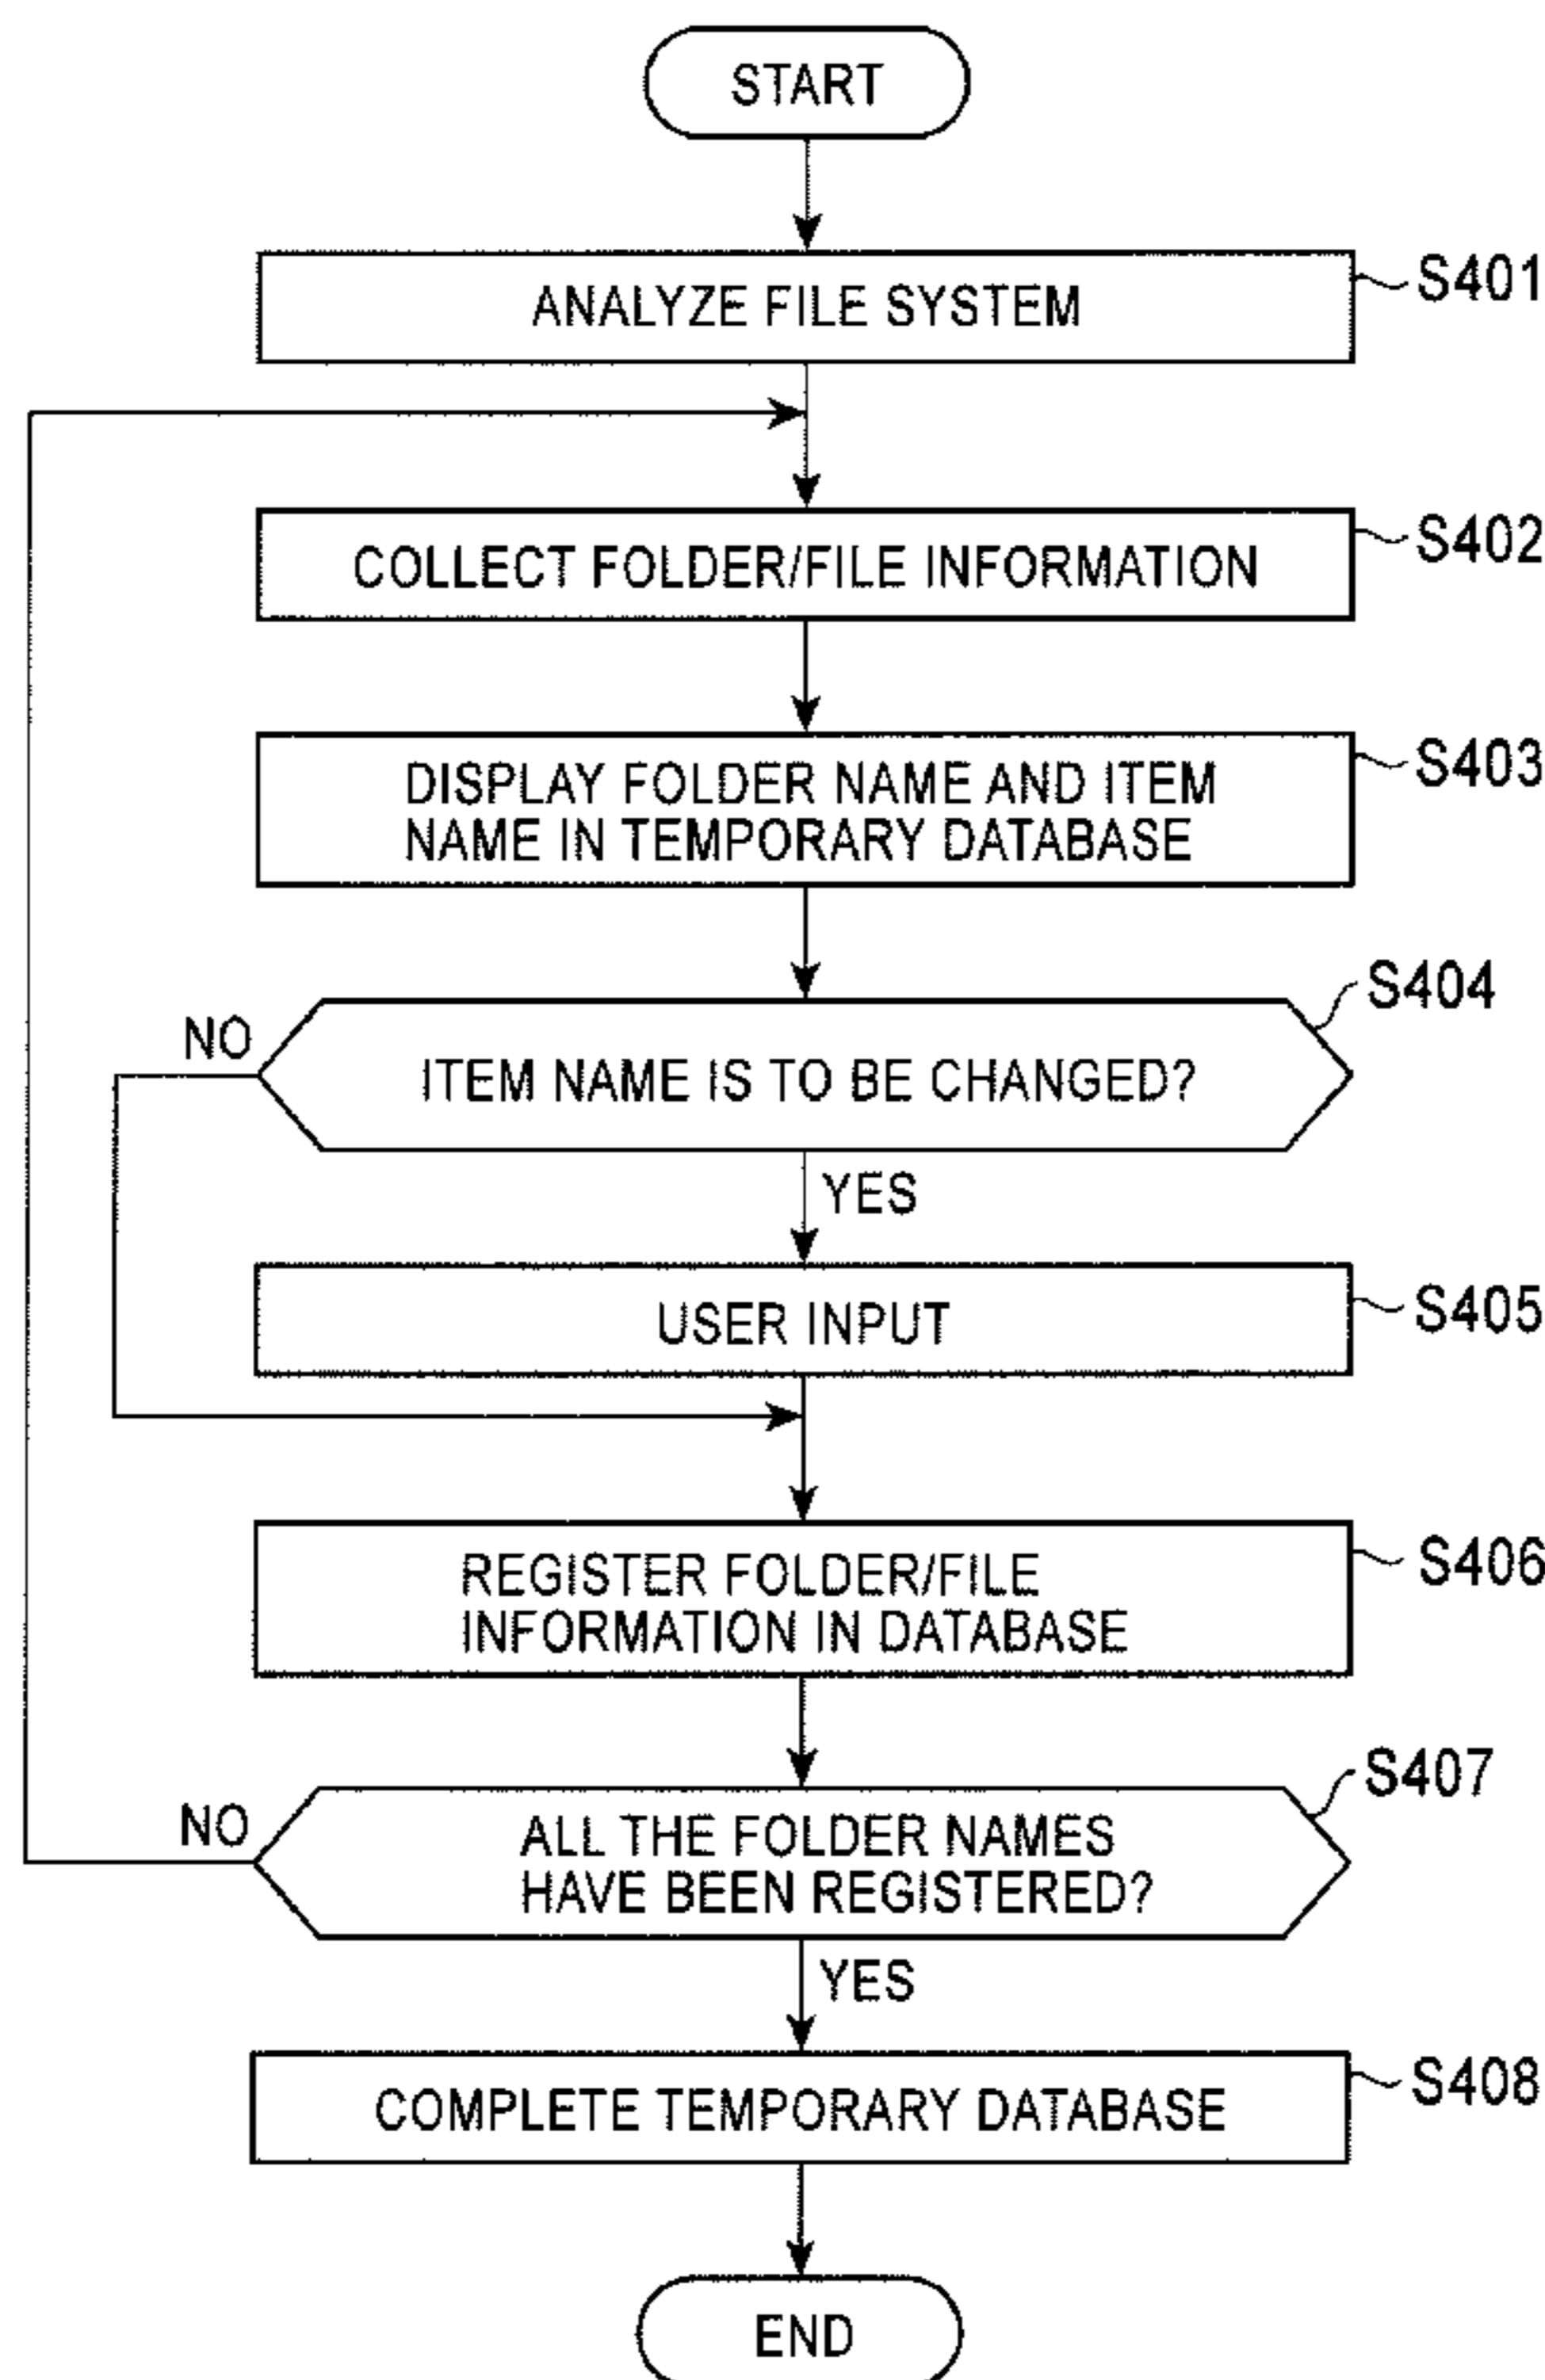 START
ANALYZE FILE SYSTEM
S401
COLLECT FOLDER/FILE INFORMATION
S402
DISPLAY FOLDER NAME AND ITEM
NAME IN TEMPORARY DATABASE
S403
ITEM NAME IS TO BE CHANGED?
S404
NO
YES
USER INPUT
S405
REGISTER FOLDER/FILE
INFORMATION IN DATABASE
S406
ALL THE FOLDER NAMES
HAVE BEEN REGISTERED?
S407
NO
YES
COMPLETE TEMPORARY DATABASE
S408
END